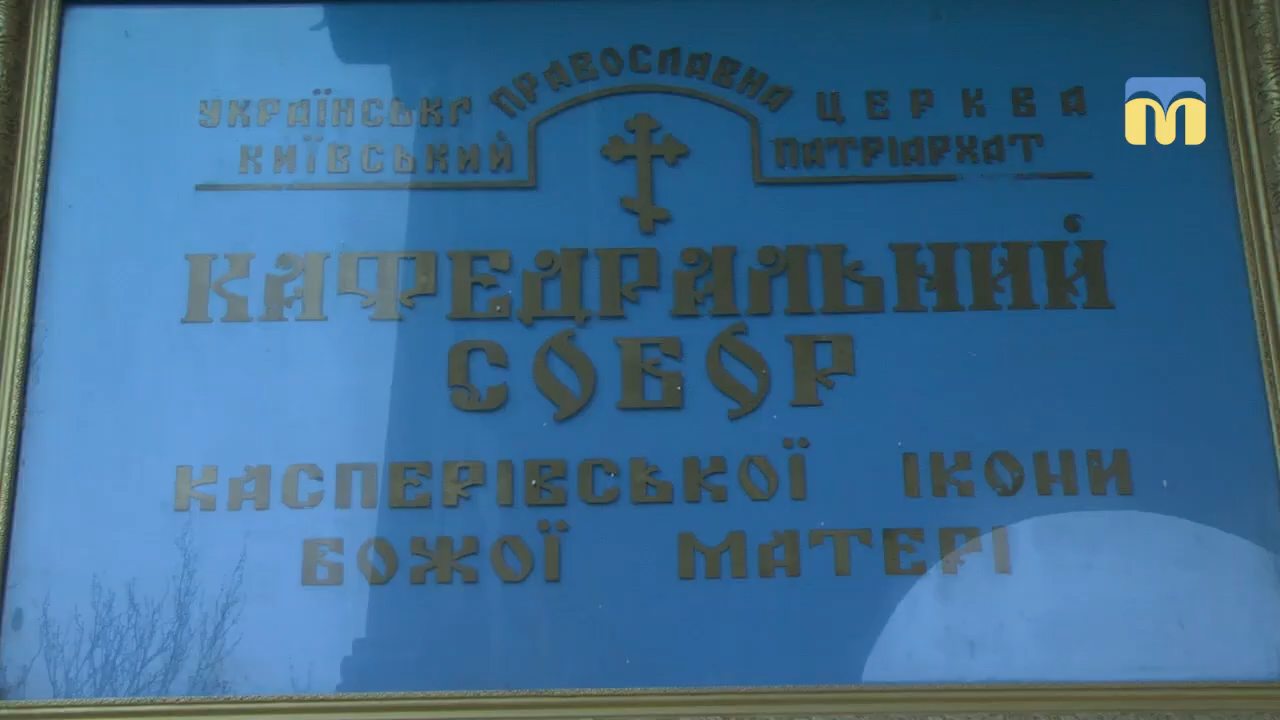 УКРАЇНСЬКА ПРАВОСЛАВНА ЦЕРКВА
КИЇВСЬКИЙ ПАТРІАРХАТ
КАФЕДРАЛЬНИЙ
СОБОР
КАСПЕРІВСЬКОЇ ІКОНИ
БОЖОЇ МАТЕРІ
m